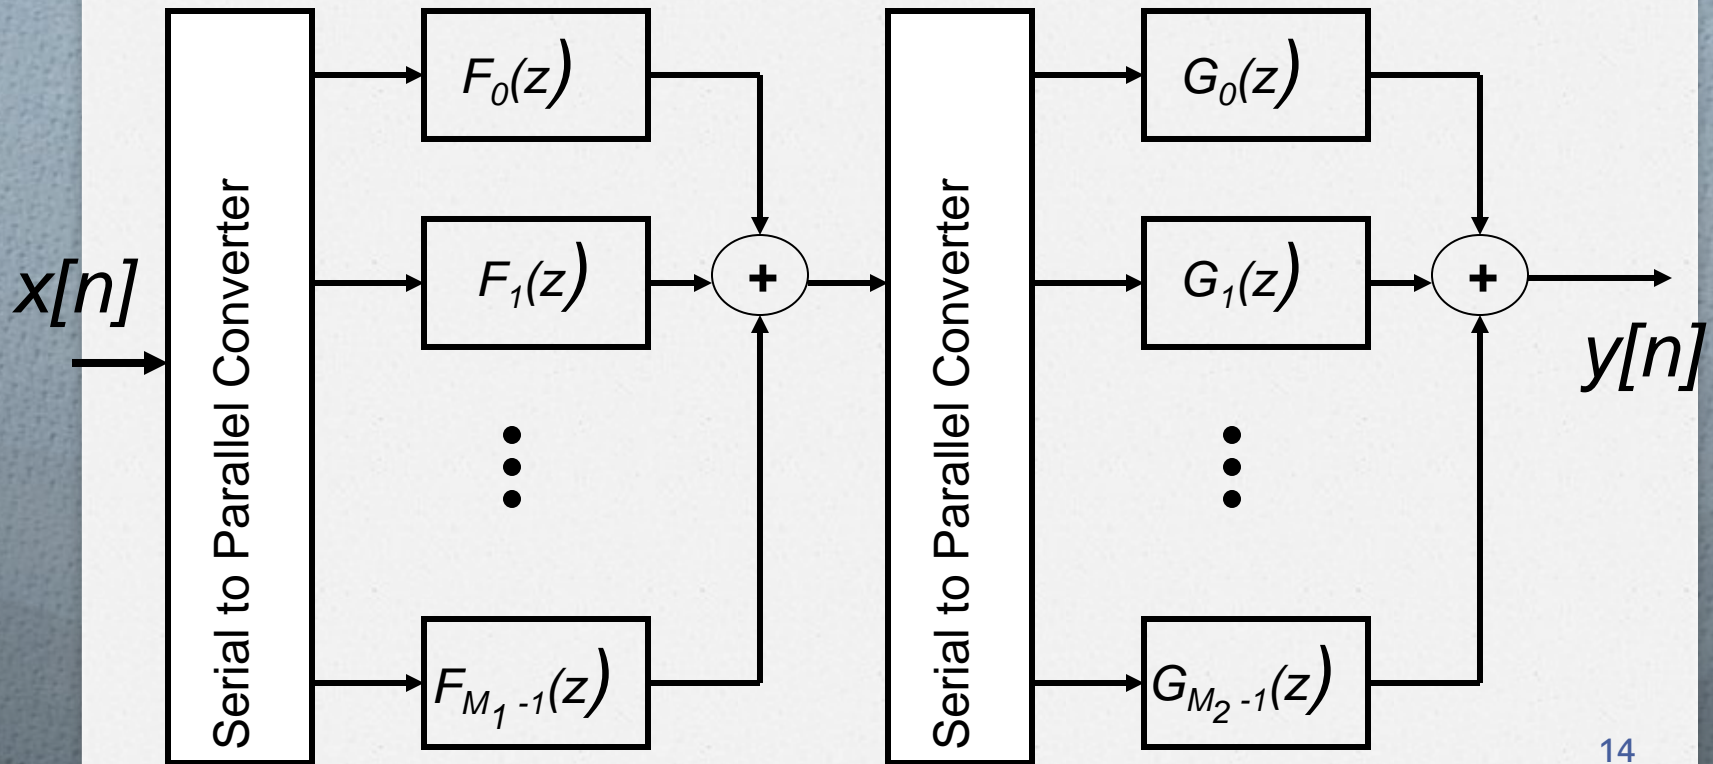 x[n]
Serial to Parallel Converter
F0(z)
F1(z)
FM1 -1(z)
+
Serial to Parallel Converter
G0(z)
G1(z)
GM2 -1(z)
+
y[n]
14